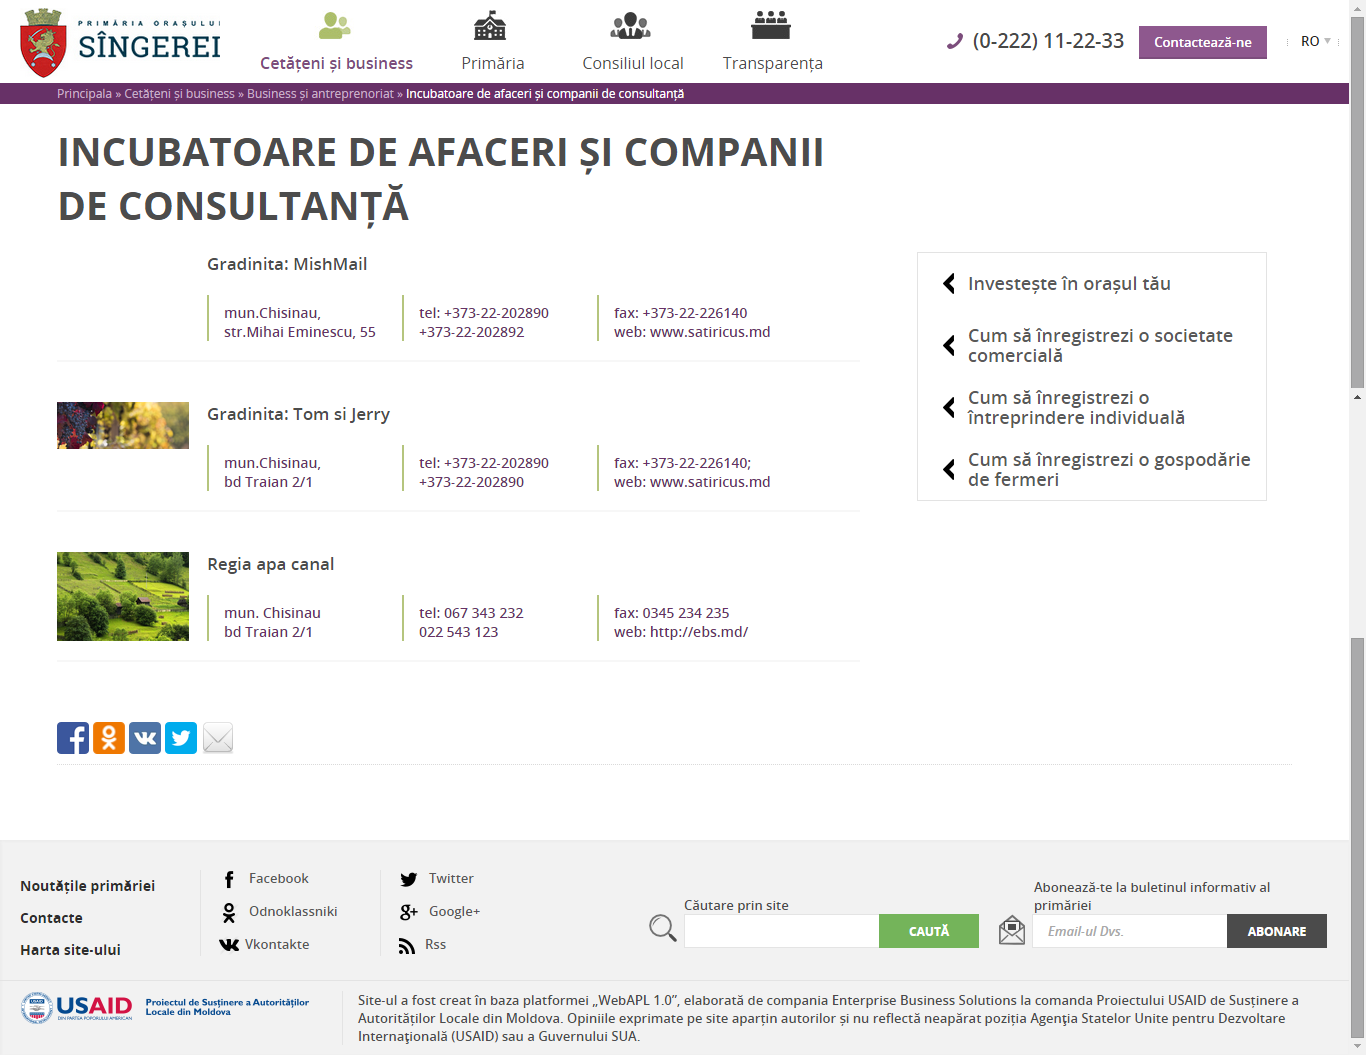 PRIMĂRIA ORAȘULUI
SÎNGEREI
Cetățeni și business
Primăria
Consiliul local
Transparența
(0-222) 11-22-33
Contactează-ne
RO
Principala » Cetățeni și business » Business și antreprenoriat » Incubatoare de afaceri și companii de consultanță
INCUBATOARE DE AFACERI ȘI COMPANII
DE CONSULTANȚĂ
Gradinita: MishMail
mun.Chisinau,
str.Mihai Eminescu, 55
tel: +373-22-202890
+373-22-202892
fax: +373-22-226140
web: www.satiricus.md
Gradinita: Tom si Jerry
mun.Chisinau,
bd Traian 2/1
tel: +373-22-202890
+373-22-202890
fax: +373-22-226140;
web: www.satiricus.md
Regia apa canal
mun. Chisinau
bd Traian 2/1
tel: 067 343 232
022 543 123
fax: 0345 234 235
web: http://ebs.md/
Investește în orașul tău
Cum să înregistrezi o societate
comercială
Cum să înregistrezi o
întreprindere individuală
Cum să înregistrezi o gospodărie
de fermeri
Noutățile primăriei
Contacte
Harta site-ului
Facebook
Odnoklassniki
Vkontakte
Twitter
Google+
Rss
Căutare prin site
CAUTĂ
Abonează-te la buletinul informativ al
primăriei
Email-ul Dvs.
ABONARE
USAID
DIN PARTEA POPORULUI AMERICAN
Proiectul de Susținere a Autorităților
Locale din Moldova
Site-ul a fost creat în baza platformei „WebAPL 1.0”, elaborată de compania Enterprise Business Solutions la comanda Proiectului USAID de Susținere a
Autorităților Locale din Moldova. Opiniile exprimate pe site aparțin autorilor și nu reflectă neapărat poziția Agenția Statelor Unite pentru Dezvoltare
Internațională (USAID) sau a Guvernului SUA.